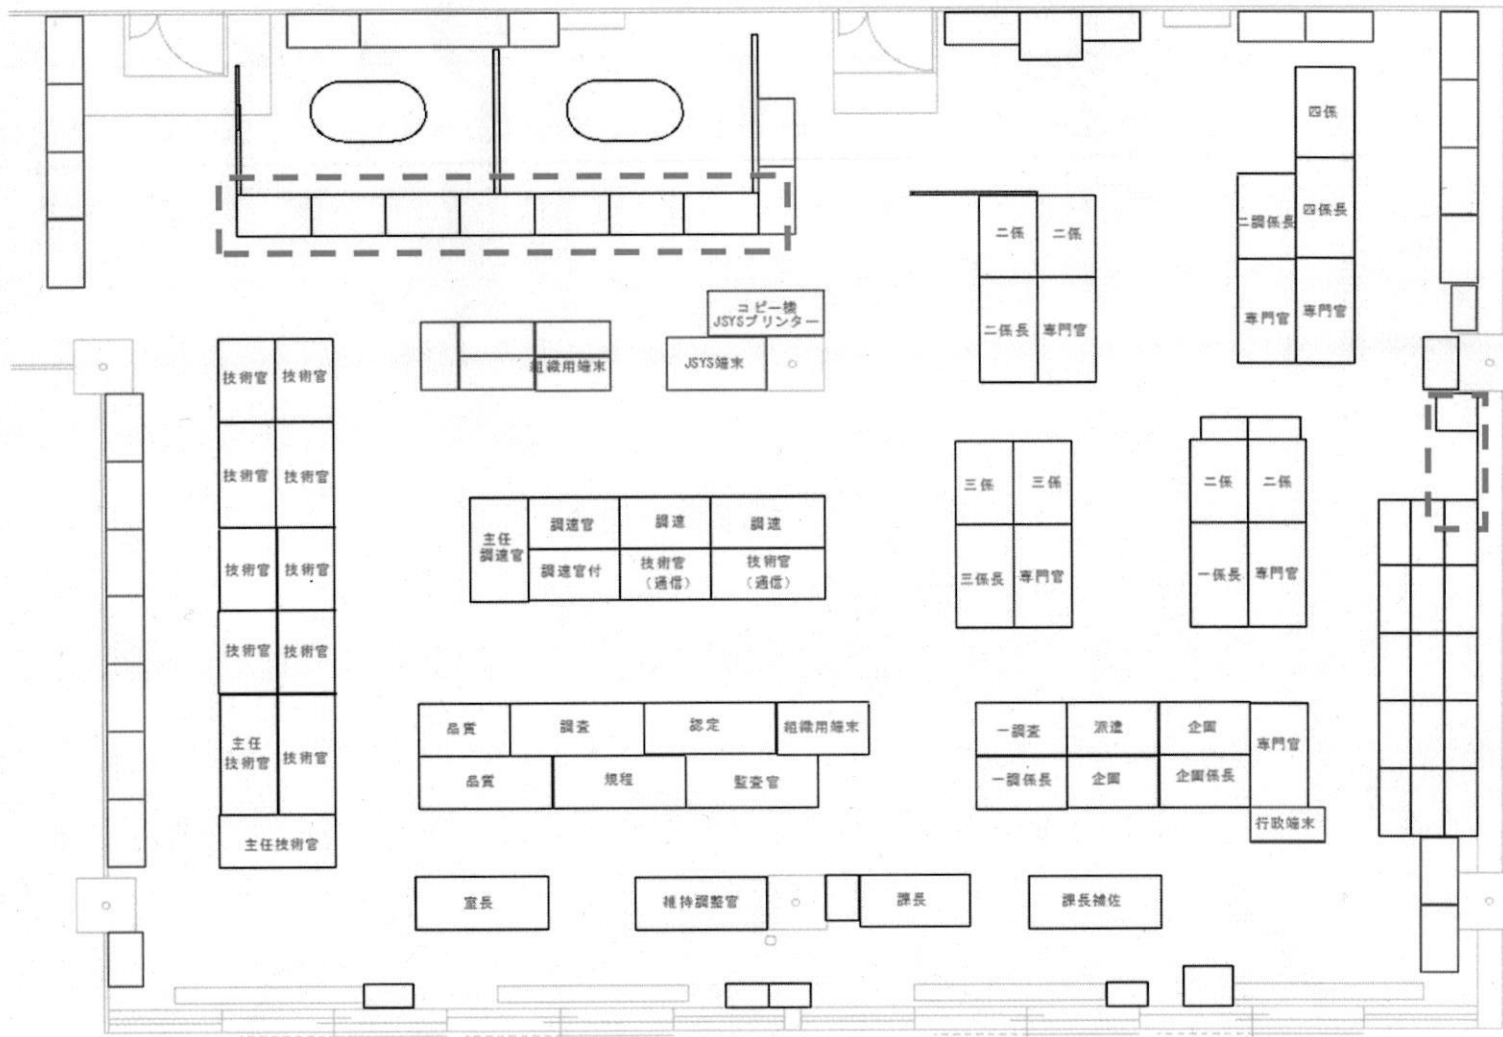 四係
二調係長
四係長
専門官
専門官
二係
二係
二係長
専門官
コピー機
JSYSプリンター
組織用端末
JSYS端末
技術官
技術官
技術官
技術官
技術官
技術官
技術官
技術官
主任
技術官
技術官
主任技術官
主任
調達官
調達官
調達
調達
調達官付
技術官
(通信)
技術官
(通信)
三係
三係
三係長
専門官
二係
二係
一係長
専門官
品質
調査
認定
組織用端末
品質
規程
監査官
一調査
派遣
企画
専門官
一調係長
企画
企画係長
行政端末
室長
維持調整官
課長
課長補佐